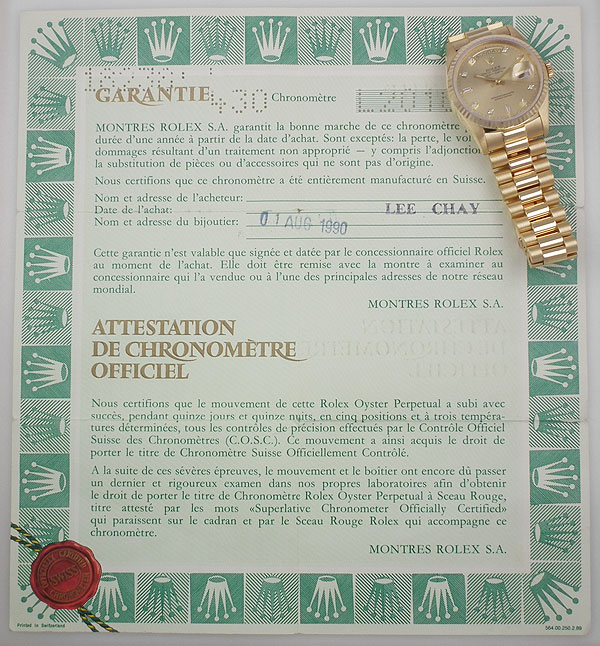 GARANTIE
430
Chronomètre
MONTRES ROLEX S.A. garantit la bonne marche de ce chronomètre
durée d'une année à partir de la date d'achat. Sont exceptés: la perte, le vol
dommages résultant d'un traitement non approprié – y compris l'adjonction
la substitution de pièces ou d'accessoires qui ne sont pas d'origine.
Nous certifions que ce chronomètre a été entièrement manufacturé en Suisse.
Nom et adresse de l'acheteur:
Date de l'achat: LEE CHAY
Nom et adresse du bijoutier: 01 AUG 1990
Cette garantie n'est valable que signée et datée par le concessionnaire officiel Rolex
au moment de l'achat. Elle doit être remise avec la montre à examiner au
concessionnaire qui l'a vendue ou à l'une des principales adresses de notre réseau
mondial.
MONTRES ROLEX S.A.
ATTESTATION
DE CHRONOMÈTRE
OFFICIEL
Nous certifions que le mouvement de cette Rolex Oyster Perpetual a subi avec
succès, pendant quinze jours et quinze nuits, en cinq positions et à trois tempéra-
tures déterminées, tous les contrôles de précision effectués par le Contrôle Officiel
Suisse des Chronomètres (C.O.S.C.). Ce mouvement a ainsi acquis le droit de
porter le titre de Chronomètre Suisse Officiellement Contrôlé.
A la suite de ces sévères épreuves, le mouvement et le boîtier ont encore dû passer
un dernier et rigoureux examen dans nos propres laboratoires afin d'obtenir
le droit de porter le titre de Chronomètre Rolex Oyster Perpetual à Sceau Rouge,
titre attesté par les mots «Superlative Chronometer Officially Certified»
qui paraissent sur le cadran et par le Sceau Rouge Rolex qui accompagne ce
chronomètre.
MONTRES ROLEX S.A.
OFFICIALLY CERTIFIED
SWISS
CHRONOMETER
Printed in Switzerland
564.00.250.2.89